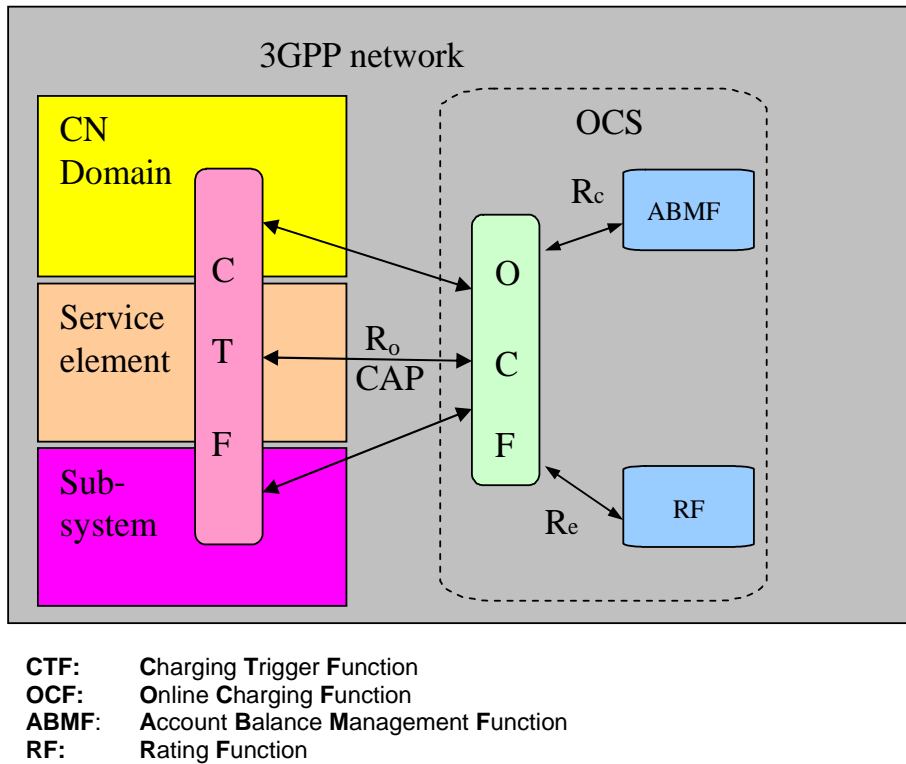 3GPP network
CN
Domain
Service
element
Sub-
system
C
T
F
Ro
CAP
OCS
O
C
F
Rc
ABMF
Re
RF
CTF: Charging Trigger Function
OCF: Online Charging Function
ABMF: Account Balance Management Function
RF: Rating Function